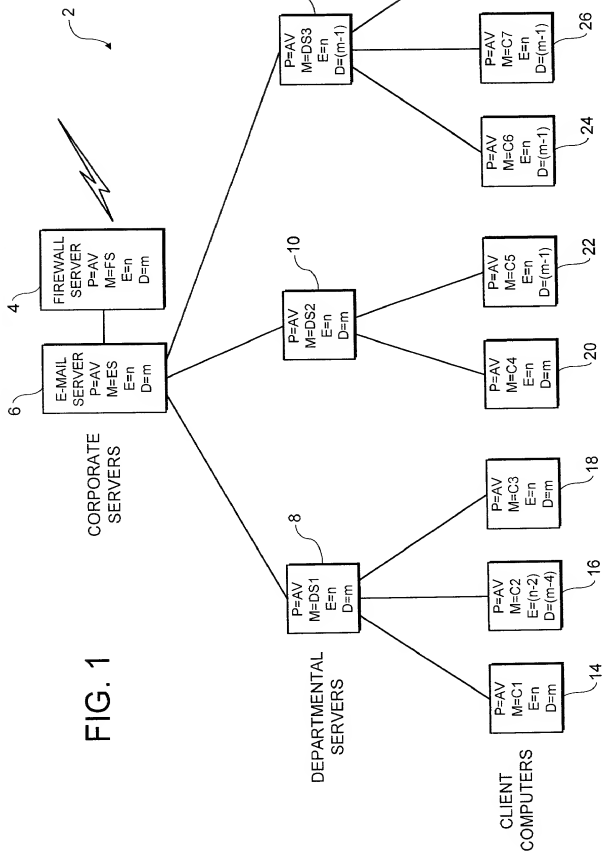 FIG. 1
2
4
FIREWALL
SERVER
P=AV
M=FS
E=n
D=m
6
E-MAIL
SERVER
P=AV
M=ES
E=n
D=m
CORPORATE
SERVERS
DEPARTMENTAL
SERVERS
8
P=AV
M=DS1
E=n
D=m
10
P=AV
M=DS2
E=n
D=m
P=AV
M=DS3
E=n
D=(m-1)
CLIENT
COMPUTERS
P=AV
M=C1
E=n
D=m
14
P=AV
M=C2
E=(n-2)
D=(m-4)
16
P=AV
M=C3
E=n
D=m
18
P=AV
M=C4
E=n
D=m
20
P=AV
M=C5
E=n
D=(m-1)
22
P=AV
M=C6
E=n
D=(m-1)
24
P=AV
M=C7
E=n
D=(m-1)
26